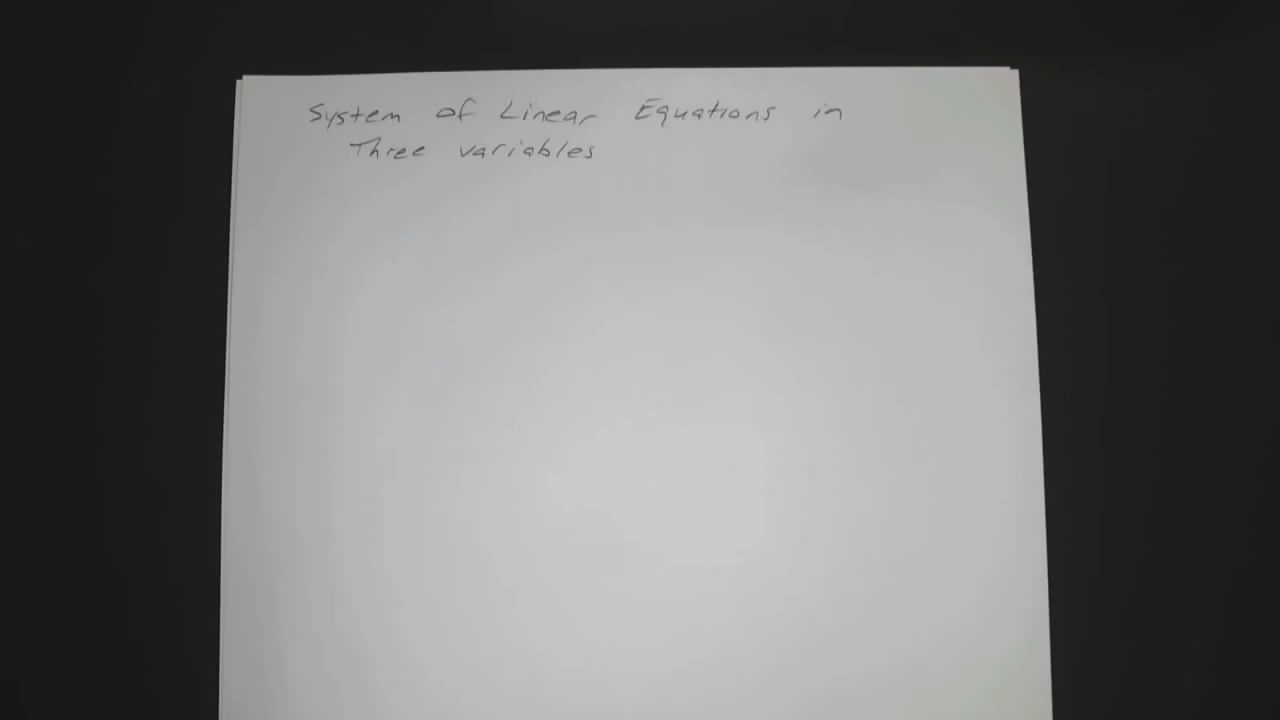 System of Linear Equations in
Three variables